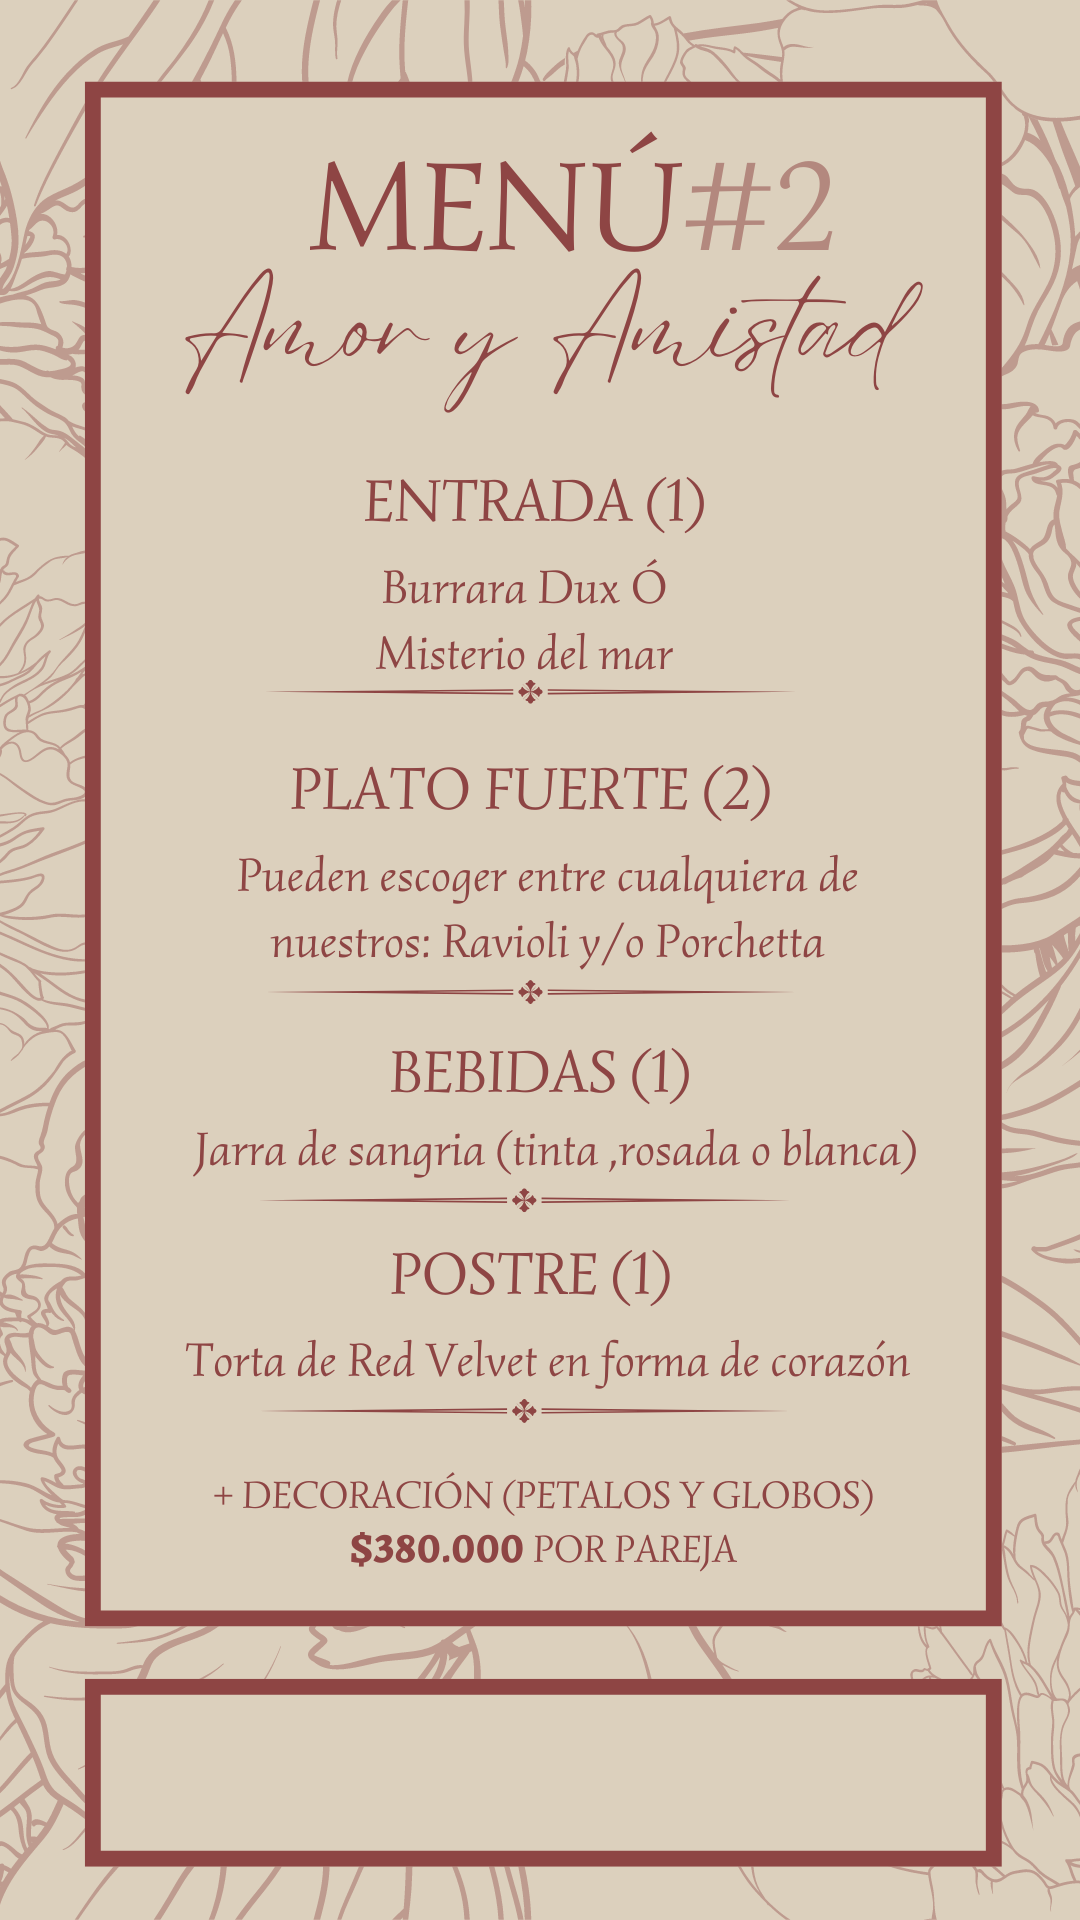 MENÚ#2
Amor y Amistad
ENTRADA (1)
Burrara Dux Ó
Misterio del mar
PLATO FUERTE (2)
Pueden escoger entre cualquiera de
nuestros: Ravioli y/o Porchetta
BEBIDAS (1)
Jarra de sangria (tinta ,rosada o blanca)
POSTRE (1)
Torta de Red Velvet en forma de corazón
+ DECORACIÓN (PETALOS Y GLOBOS)
$380.000 POR PAREJA